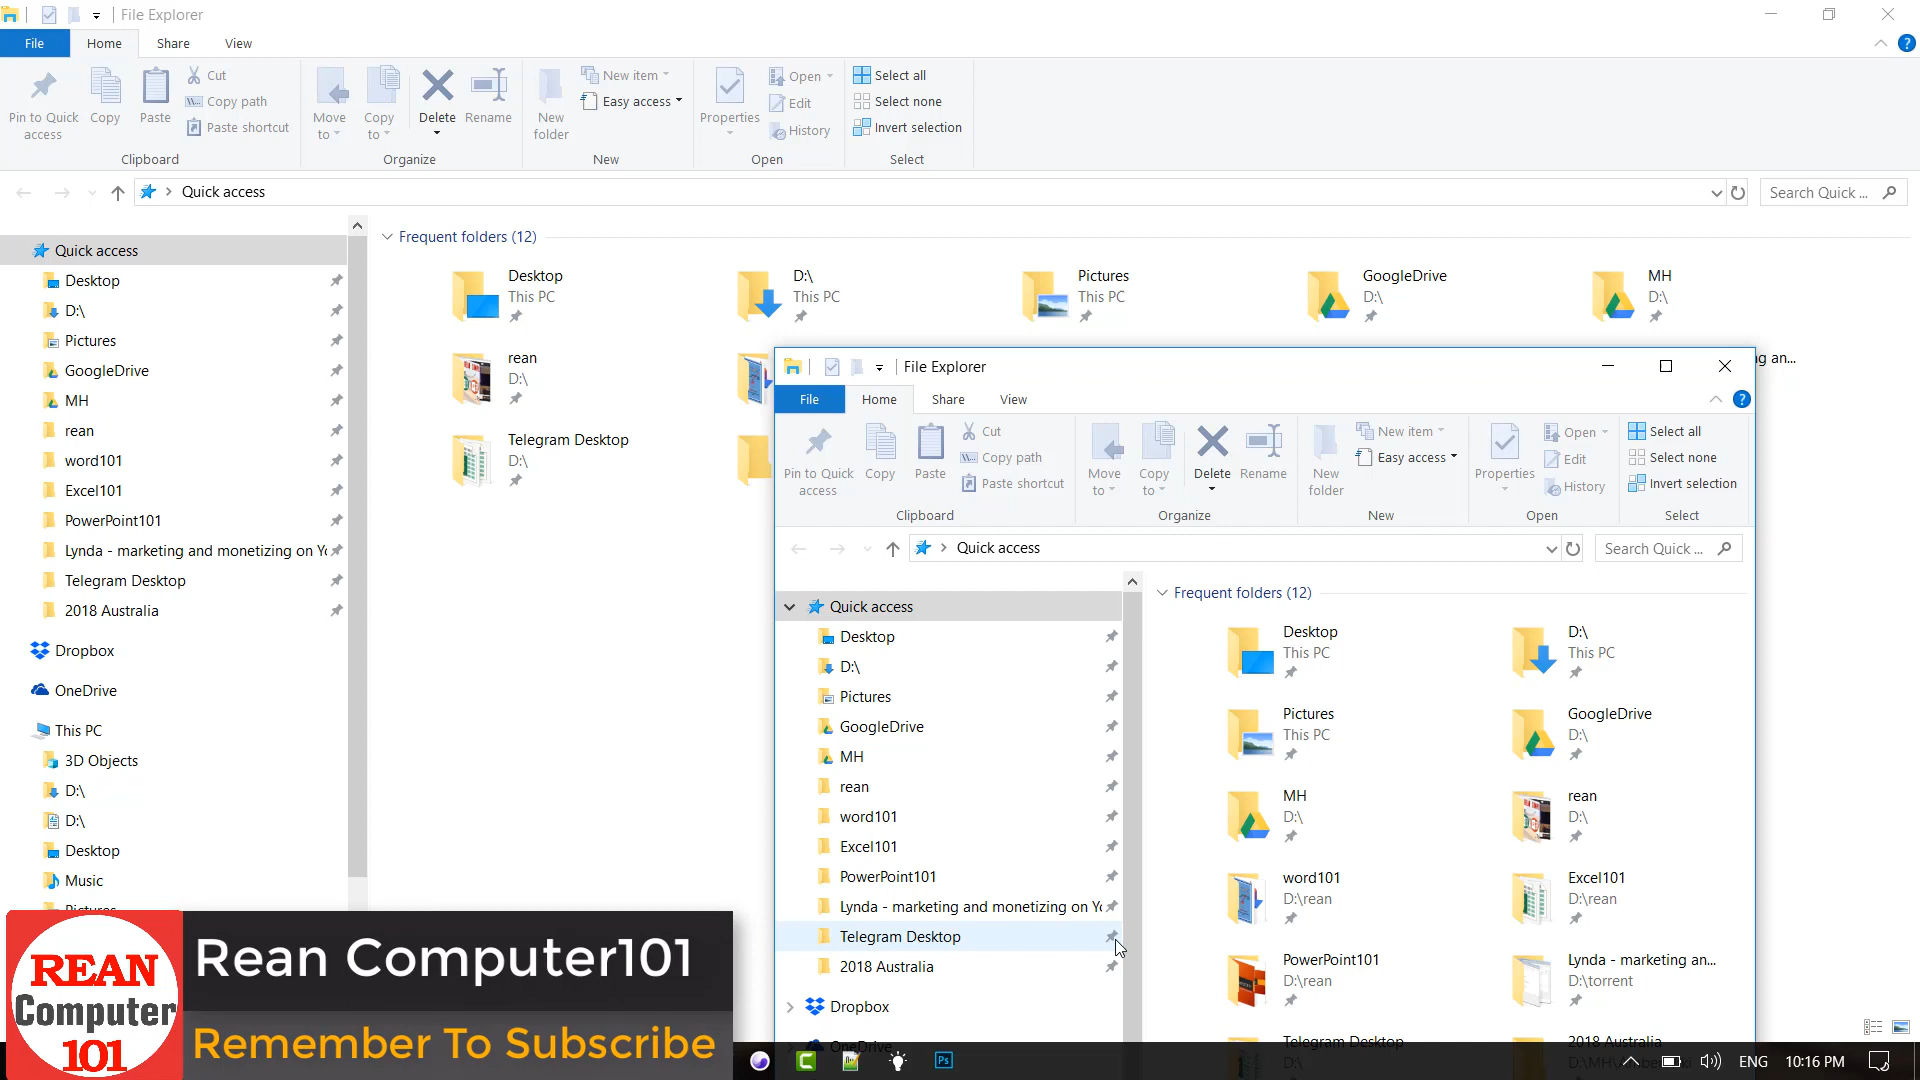 File Explorer
File
Home
Share
View
Pin to Quick access
Copy
Paste
Cut
Copy path
Paste shortcut
Clipboard
Move to
Copy to
Delete
Rename
Organize
New folder
New item
Easy access
New
Properties
Open
Edit
History
Open
Select all
Select none
Invert selection
Select
Quick access
Search Quick ...
Quick access
Desktop
D:\
Pictures
GoogleDrive
MH
rean
word101
Excel101
PowerPoint101
Lynda - marketing and monetizing on Yo
Telegram Desktop
2018 Australia
Dropbox
OneDrive
This PC
3D Objects
D:\
D:\
Desktop
Music
Pictures
Frequent folders (12)
Desktop
This PC
D:\
This PC
Pictures
This PC
GoogleDrive
D:\
MH
D:\
rean
D:\
g an...
Telegram Desktop
D:\
File Explorer
File
Home
Share
View
Pin to Quick access
Copy
Paste
Cut
Copy path
Paste shortcut
Clipboard
Move to
Copy to
Delete
Rename
Organize
New folder
New item
Easy access
New
Properties
Open
Edit
History
Open
Select all
Select none
Invert selection
Select
Quick access
Search Quick ...
Quick access
Desktop
D:\
Pictures
GoogleDrive
MH
rean
word101
Excel101
PowerPoint101
Lynda - marketing and monetizing on Yo
Telegram Desktop
2018 Australia
Dropbox
OneDrive
Frequent folders (12)
Desktop
This PC
D:\
This PC
Pictures
This PC
GoogleDrive
D:\
MH
D:\
rean
D:\
word101
D:\rean
Excel101
D:\rean
PowerPoint101
D:\rean
Lynda - marketing an...
D:\torrent
Telegram Desktop
D:\
2018 Australia
REAN
Computer
101
Rean Computer101
Remember To Subscribe
Ps
ENG
10:16 PM